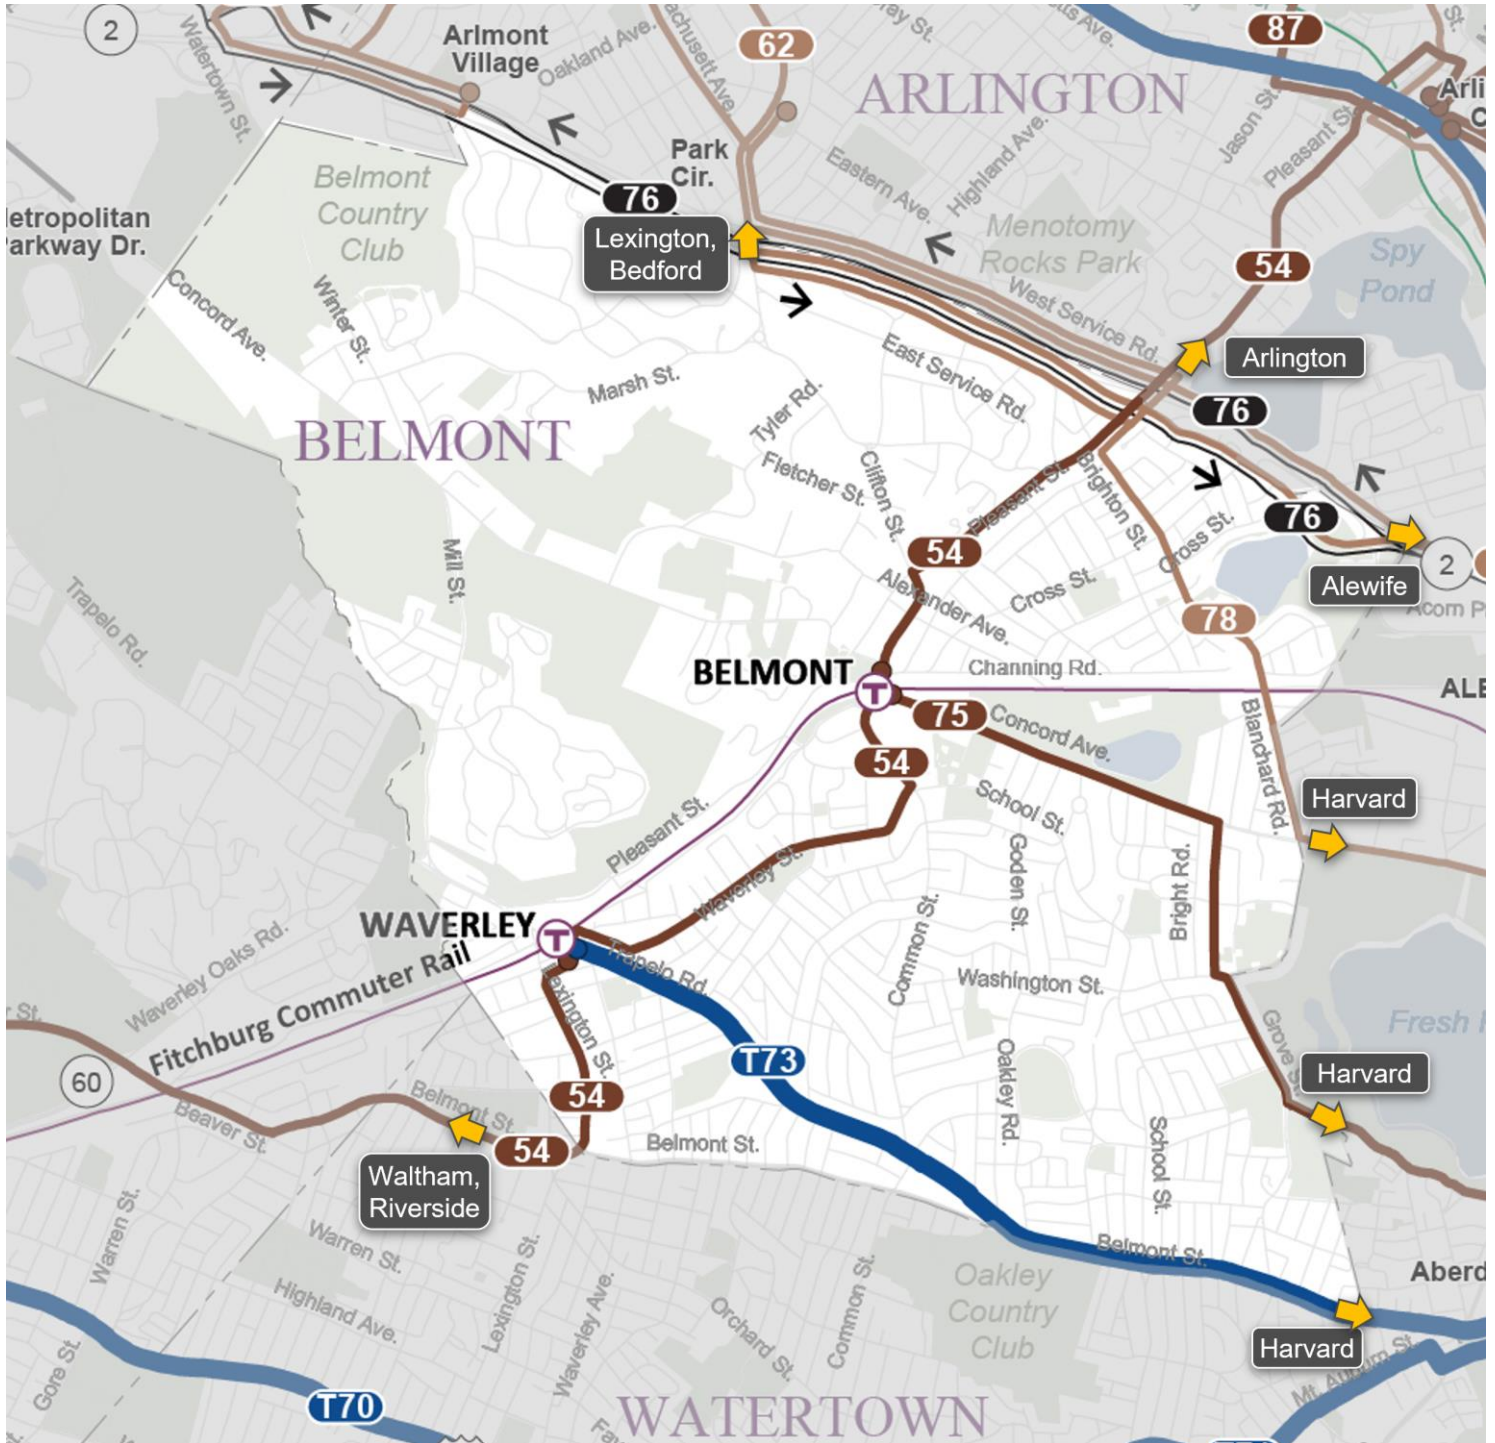 2
Watertown St.
Arlmont
Village
Oakland Ave.
62
87
ARLINGTON
Jason St.
Pleasant St.
Park
Cir.
Eastern Ave.
Highland Ave.
Belmont
Country
Club
76
Lexington,
Bedford
Menotomy
Rocks Park
54
Spy
Pond
Concord Ave.
Winter St.
West Service Rd.
Arlington
East Service Rd.
Marsh St.
Tyler Rd.
76
BELMONT
Fletcher St.
Clifton St.
Pleasant St.
Brighton St.
76
Cross St.
54
2
Alewife
Mill St.
Alexander Ave.
Cross St.
Trapelo Rd.
78
BELMONT
T
Channing Rd.
75
Concord Ave.
54
Blanchard Rd.
School St.
Harvard
Pleasant St.
Goden St.
Bright Rd.
Waverley St.
Common St.
WAVERLEY
T
Trapelo Rd.
Washington St.
Waverley Oaks Rd.
Fitchburg Commuter Rail
Lexington St.
T73
Oakley Rd.
Grove St.
Harvard
60
Beaver St.
Belmont St.
54
54
Belmont St.
School St.
Waltham,
Riverside
Warren St.
Warren St.
Lexington St.
Belmont St.
Oakley
Country
Club
Harvard
Highland Ave.
Waverley Ave.
Orchard St.
Common St.
Gore St.
T70
WATERTOWN
Mt. Auburn St.